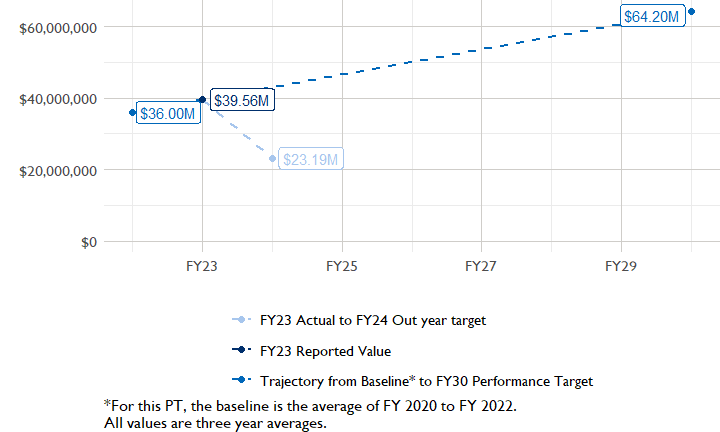 $64.20M
$60,000,000
$40,000,000
$39.56M
$36.00M
$23.19M
$20,000,000
$0
FY23 FY25 FY27 FY29
FY23 Actual to FY24 Out year target
FY23 Reported Value
Trajectory from Baseline* to FY30 Performance Target
*For this PT, the baseline is the average of FY 2020 to FY 2022.
All values are three year averages.